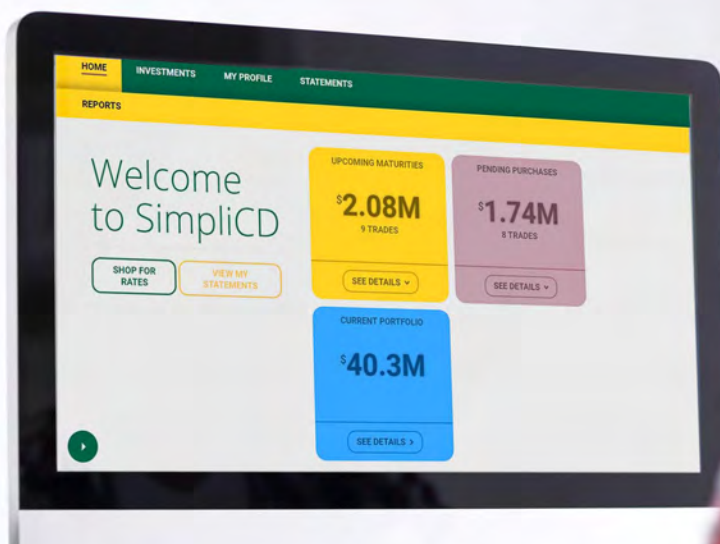 HOME
INVESTMENTS
MY PROFILE
STATEMENTS
REPORTS
Welcome
to SimpliCD
SHOP FOR
RATES
VIEW MY
STATEMENTS
UPCOMING MATURITIES
$2.08M
9 TRADES
SEE DETAILS
PENDING PURCHASES
$1.74M
8 TRADES
SEE DETAILS
CURRENT PORTFOLIO
$40.3M
SEE DETAILS